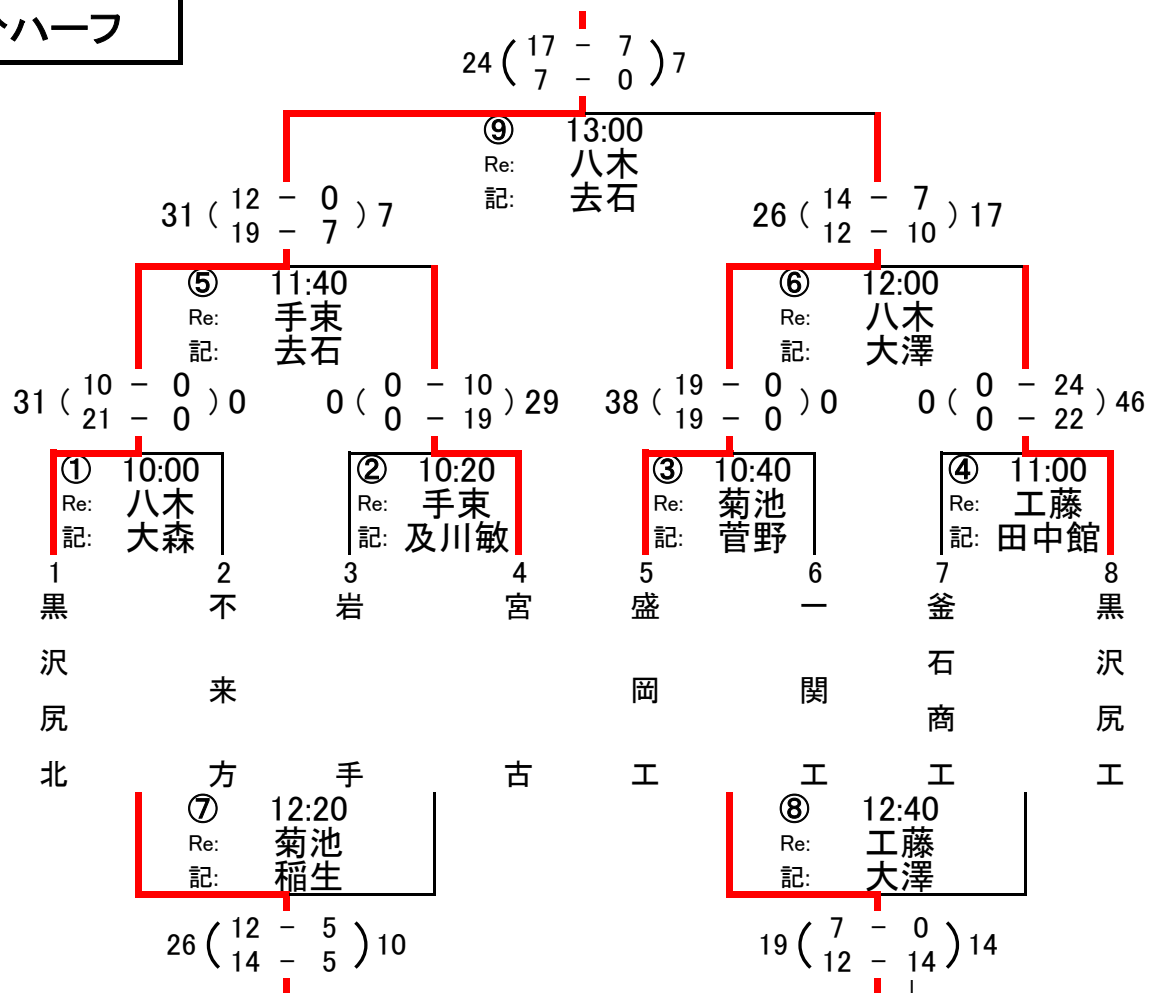 ハーフ
24 ( 17 - 7 ) 7
7 - 0
⑨ 13:00
Re: 八木
記: 去石
31 ( 12 - 0 ) 7
19 - 7
26 ( 14 - 7 ) 17
12 - 10
⑤ 11:40
Re: 手束
記: 去石
⑥ 12:00
Re: 八木
記: 大澤
31 ( 10 - 0 ) 0
21 - 0
0 ( 0 - 10 ) 29
0 - 19
38 ( 19 - 0 ) 0
19 - 0
0 ( 0 - 24 ) 46
0 - 22
① 10:00
Re: 八木
記: 大森
② 10:20
Re: 手束
記: 及川敏
③ 10:40
Re: 菊池
記: 菅野
④ 11:00
Re: 工藤
記: 田中館
1 2 3 4 5 6 7 8
黒沢尻北
不来方
岩手
宮古
盛岡工
一関工
釜石商工
黒沢尻工
⑦ 12:20
Re: 菊池
記: 稲生
⑧ 12:40
Re: 工藤
記: 大澤
26 ( 12 - 5 ) 10
14 - 5
19 ( 7 - 0 ) 14
12 - 14